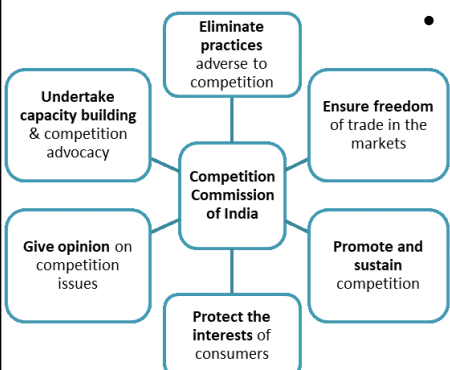 Eliminate
practices
adverse to
competition
Undertake
capacity building
& competition
advocacy
Ensure freedom
of trade in the
markets
Competition
Commission
of India
Give opinion on
competition
issues
Promote and
sustain
competition
Protect the
interests of
consumers